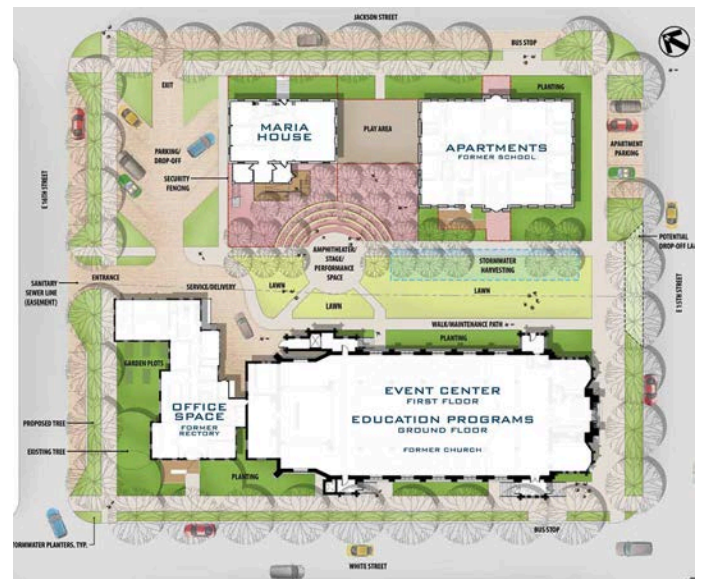 JACKSON STREET
BUS STOP
EXIT
PLANTING
MARIA
HOUSE
PLAY AREA
APARTMENTS
FORMER SCHOOL
PARKING/
DROP-OFF
APARTMENT
PARKING
SECURITY
FENCING
E 16TH STREET
AMPHITHEATER/
STAGE/
PERFORMANCE
SPACE
POTENTIAL
DROP-OFF LA
STORMWATER
HARVESTING
ENTRANCE
SANITARY
SEWER LINE
(EASEMENT)
SERVICE/DELIVERY
LAWN
LAWN
LAWN
E 15TH STREET
WALK/MAINTENANCE PATH
PLANTING
GARDEN PLOTS
OFFICE
SPACE
FORMER
RECTORY
EVENT CENTER
FIRST FLOOR
EDUCATION PROGRAMS
GROUND FLOOR
FORMER CHURCH
PROPOSED TREE
EXISTING TREE
PLANTING
BUS STOP
TORMWATER PLANTERS, TYP.
WHITE STREET